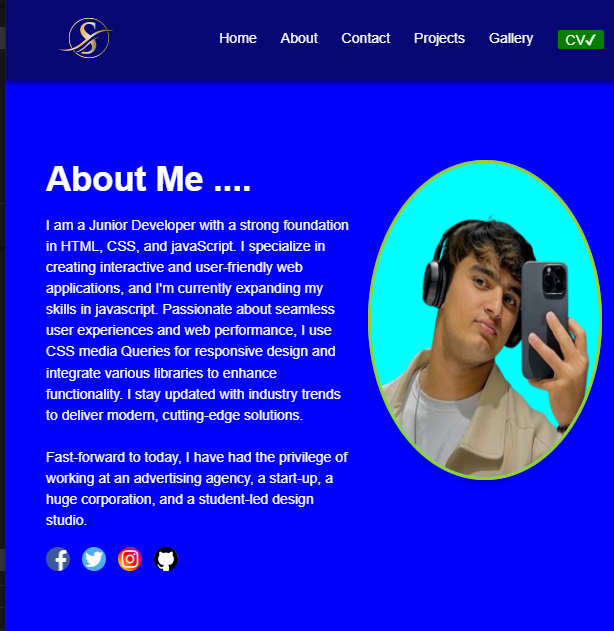 Home About Contact Projects Gallery CV✔
About Me ....
I am a Junior Developer with a strong foundation
in HTML, CSS, and javaScript. I specialize in
creating interactive and user-friendly web
applications, and I'm currently expanding my
skills in javascript. Passionate about seamless
user experiences and web performance, I use
CSS media Queries for responsive design and
integrate various libraries to enhance
functionality. I stay updated with industry trends
to deliver modern, cutting-edge solutions.
Fast-forward to today, I have had the privilege of
working at an advertising agency, a start-up, a
huge corporation, and a student-led design
studio.